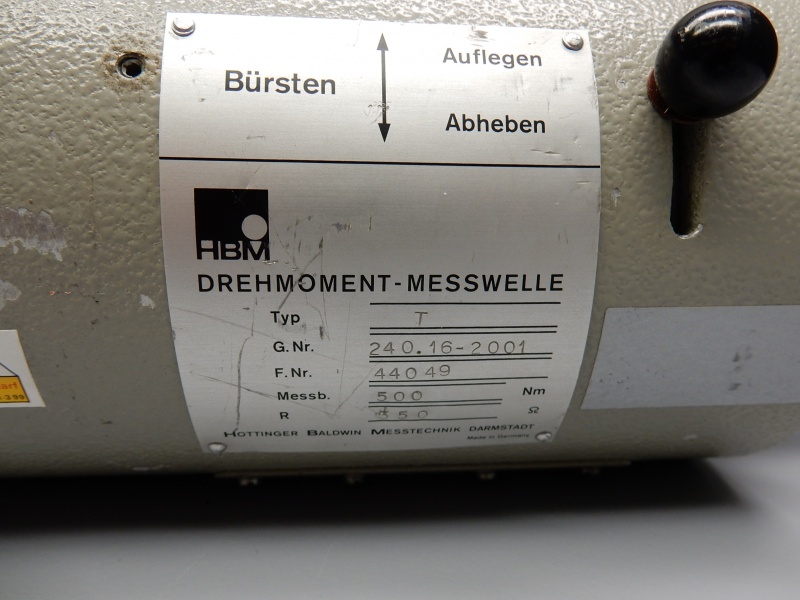 Bürsten
Auflegen
Abheben
HBM
DREHMOMENT-MESSWELLE
Typ T
G.Nr. 240.16-2001
F.Nr. 44049
Messb. 500 Nm
R 350 Ω
HOTTINGER BALDWIN MESSTECHNIK DARMSTADT
Made in Germany